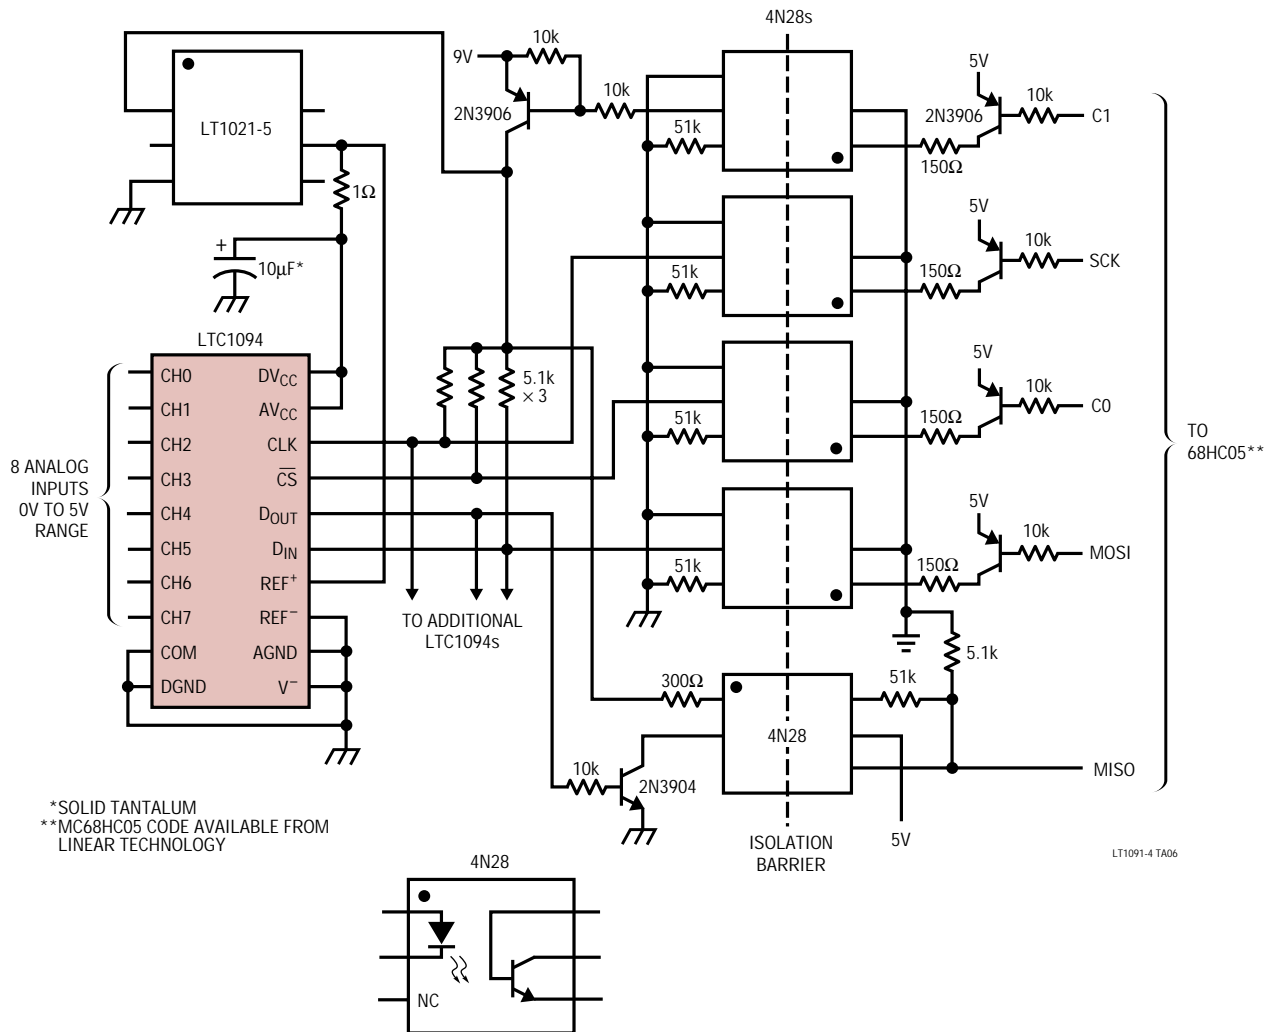 4N28s
10k
9V
5V
10k
LT1021-5
2N3906
10k
2N3906
C1
51k
150Ω
1Ω
5V
10k
+
10µF*
SCK
51k
150Ω
LTC1094
5V
10k
CH0
DVCC
5.1k
× 3
C0
CH1
AVCC
51k
150Ω
TO
68HC05**
CH2
CLK
8 ANALOG
INPUTS
0V TO 5V
RANGE
CH3
CS
5V
CH4
DOUT
10k
MOSI
CH5
DIN
51k
150Ω
CH6
REF+
CH7
REF−
TO ADDITIONAL
LTC1094s
COM
AGND
5.1k
DGND
V−
300Ω
51k
4N28
10k
2N3904
MISO
*SOLID TANTALUM
**MC68HC05 CODE AVAILABLE FROM
LINEAR TECHNOLOGY
ISOLATION
BARRIER
5V
LT1091-4 TA06
4N28
NC